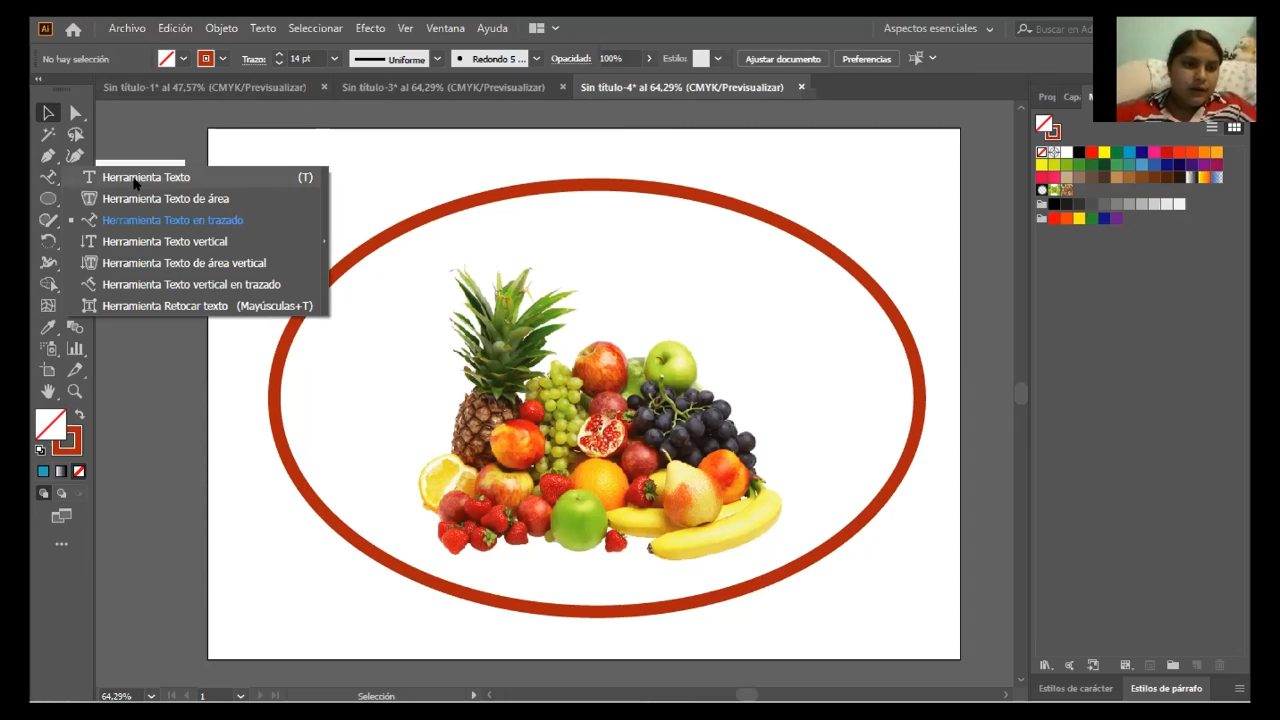 Ai Archivo Edición Objeto Texto Seleccionar Efecto Ver Ventana Ayuda Aspectos esenciales Buscar en Ad
No hay selección Trazo: 14 pt Uniforme Redondo 5 ... Opacidad: 100% Estilo: Ajustar documento Preferencias
Sin título-1* al 47,57% (CMYK/Previsualizar) × Sin título-3* al 64,29% (CMYK/Previsualizar) × Sin título-4* al 64,29% (CMYK/Previsualizar) × Proj Capa
Herramienta Texto (T)
Herramienta Texto de área
Herramienta Texto en trazado
Herramienta Texto vertical
Herramienta Texto de área vertical
Herramienta Texto vertical en trazado
Herramienta Retocar texto (Mayúsculas+T)
64,29% 1 Selección Estilos de carácter Estilos de párrafo